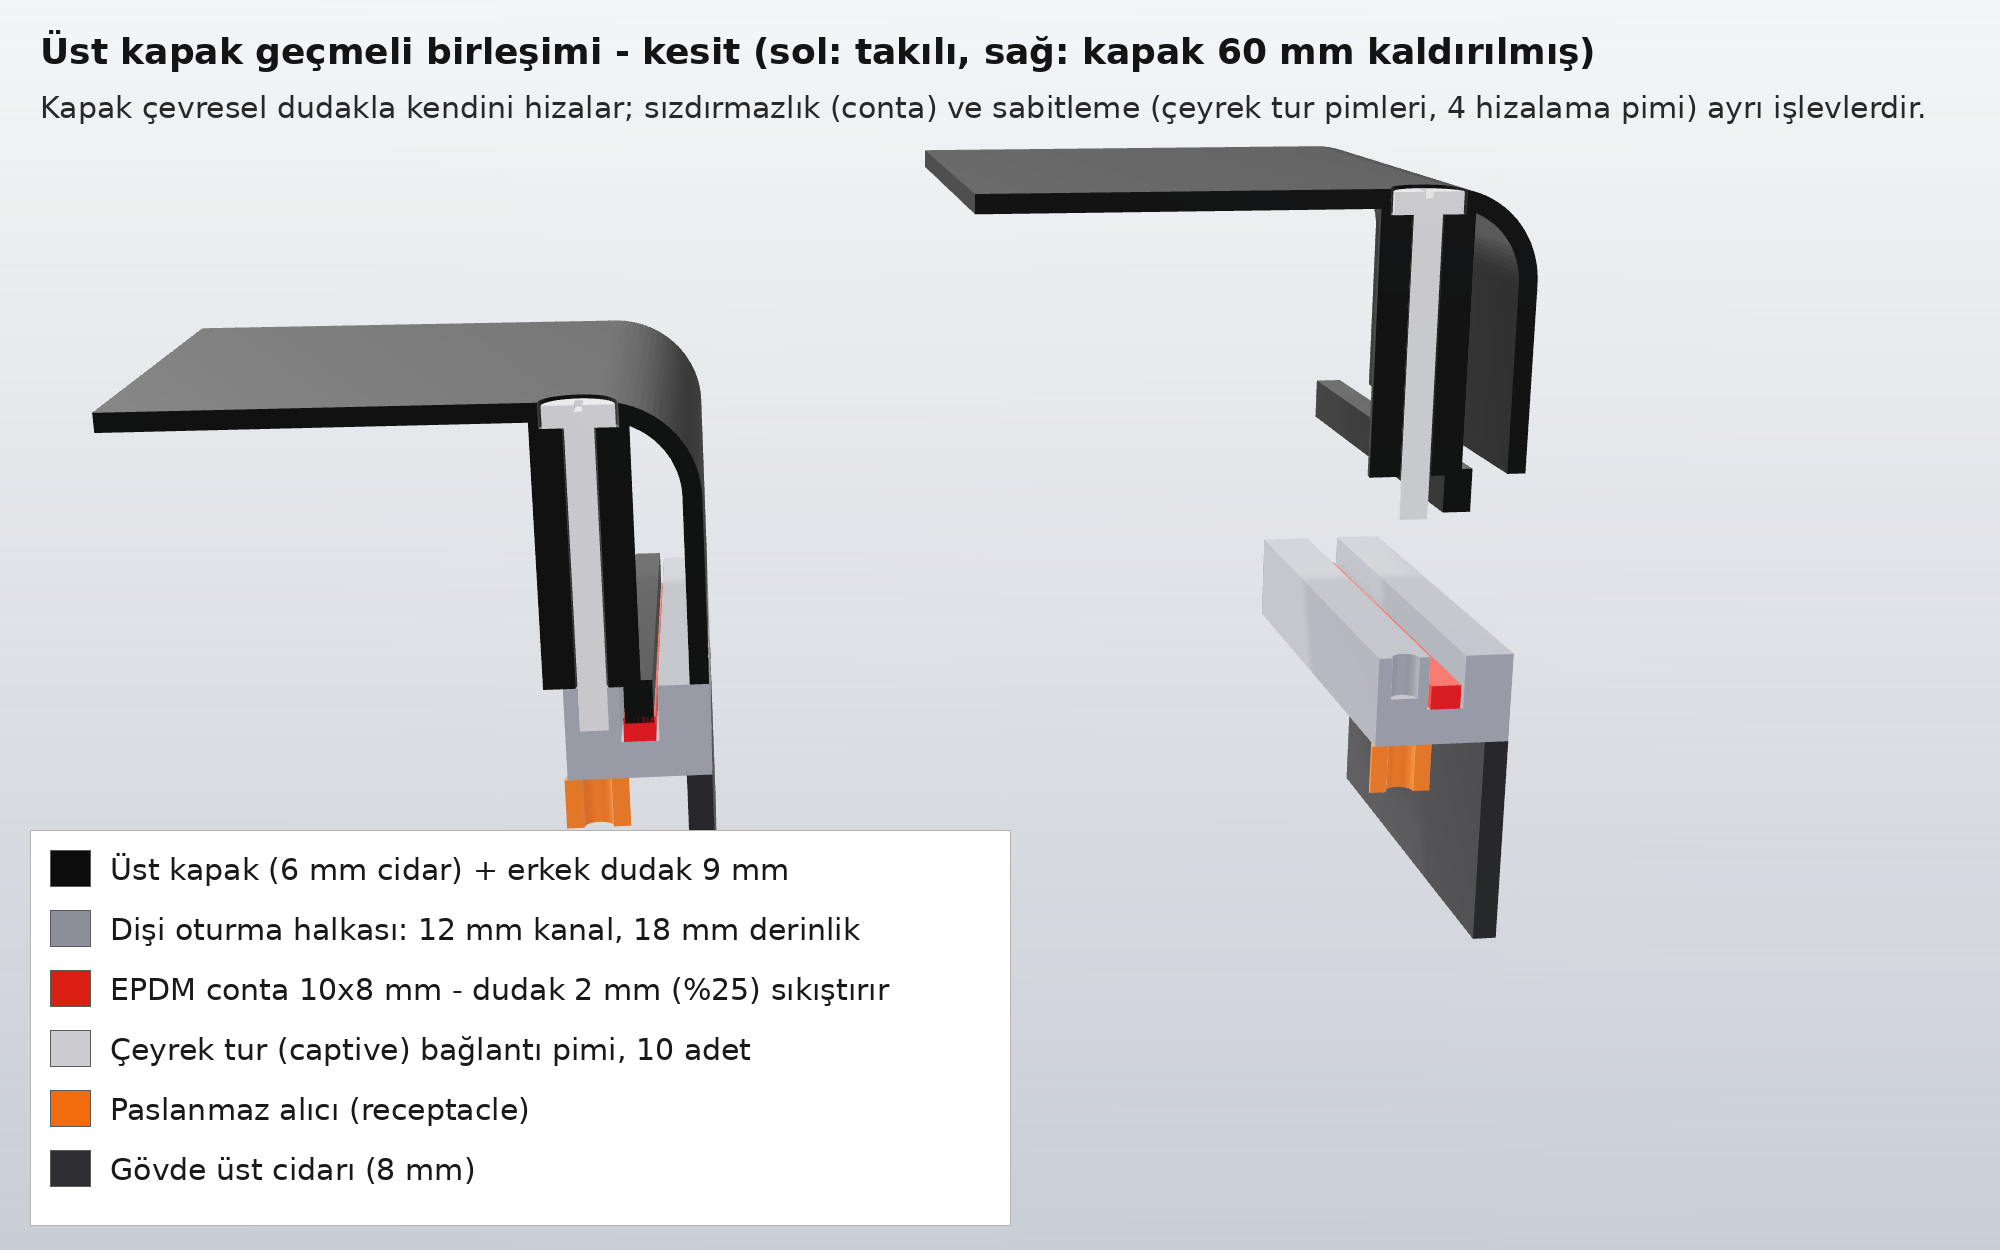 Üst kapak geçmeli birleşimi - kesit (sol: takılı, sağ: kapak 60 mm kaldırılmış)
Kapak çevresel dudakla kendini hizalar; sızdırmazlık (conta) ve sabitleme (çeyrek tur pimleri, 4 hizalama pimi) ayrı işlevlerdir.
Üst kapak (6 mm cidar) + erkek dudak 9 mm
Dişi oturma halkası: 12 mm kanal, 18 mm derinlik
EPDM conta 10x8 mm - dudak 2 mm (%25) sıkıştırır
Çeyrek tur (captive) bağlantı pimi, 10 adet
Paslanmaz alıcı (receptacle)
Gövde üst cidarı (8 mm)